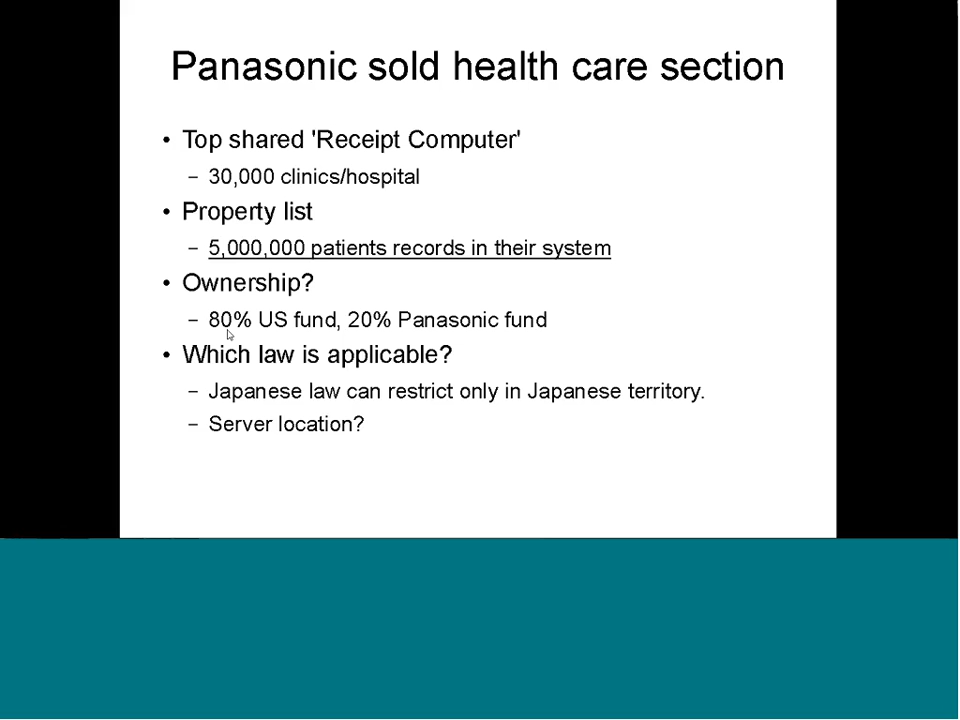 Panasonic sold health care section
• Top shared 'Receipt Computer'
– 30,000 clinics/hospital
• Property list
– 5,000,000 patients records in their system
• Ownership?
– 80% US fund, 20% Panasonic fund
• Which law is applicable?
– Japanese law can restrict only in Japanese territory.
– Server location?